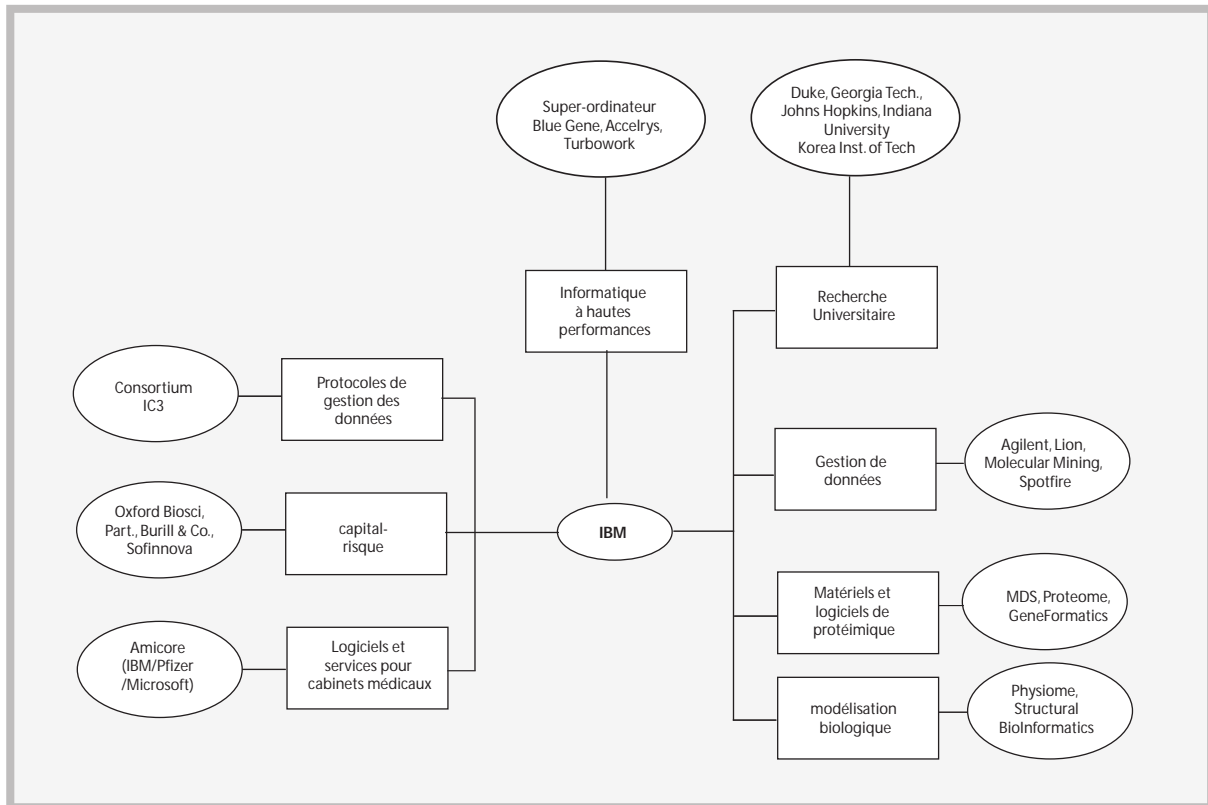 Super-ordinateur
Blue Gene, Accelrys,
Turbowork
Duke, Georgia Tech.,
Johns Hopkins, Indiana
University
Korea Inst. of Tech
Informatique
à hautes
performances
Recherche
Universitaire
Consortium
IC3
Protocoles de
gestion des
données
Gestion de
données
Agilent, Lion,
Molecular Mining,
Spotfire
Oxford Biosci,
Part., Burill & Co.,
Sofinnova
capital-
risque
IBM
Matériels et
logiciels de
protéimique
MDS, Proteome,
GeneFormatics
Amicore
(IBM/Pfizer
/Microsoft)
Logiciels et
services pour
cabinets médicaux
modélisation
biologique
Physiome,
Structural
BioInformatics